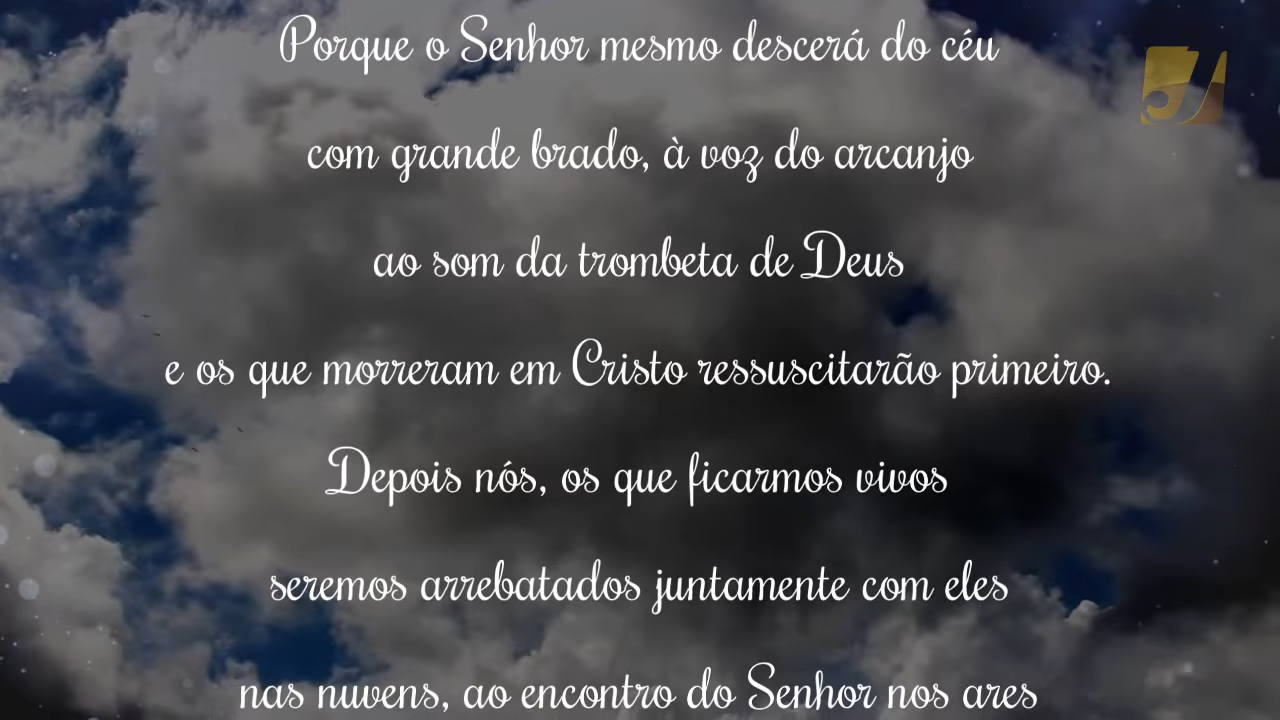 Porque o Senhor mesmo descerá do céu
com grande brado, à voz do arcanjo
ao som da trombeta de Deus
e os que morreram em Cristo ressuscitarão primeiro.
Depois nós, os que ficarmos vivos
seremos arrebatados juntamente com eles
nas nuvens, ao encontro do Senhor nos ares